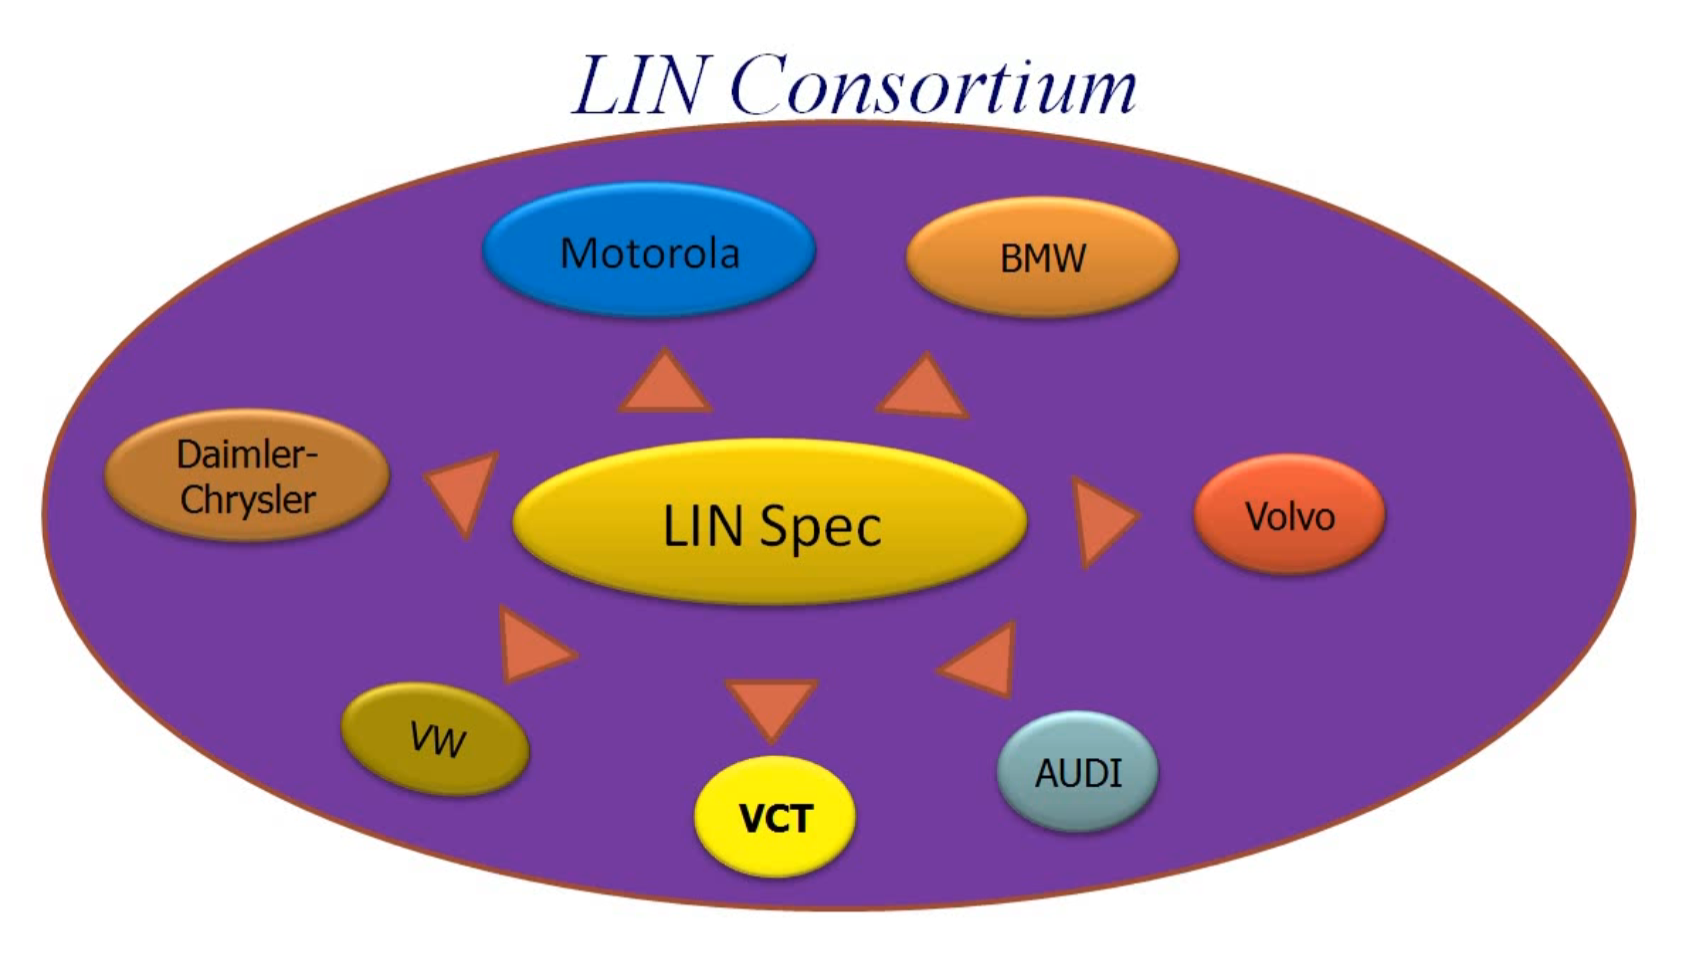 LIN Consortium
Motorola
BMW
Daimler-
Chrysler
LIN Spec
Volvo
VW
VCT
AUDI